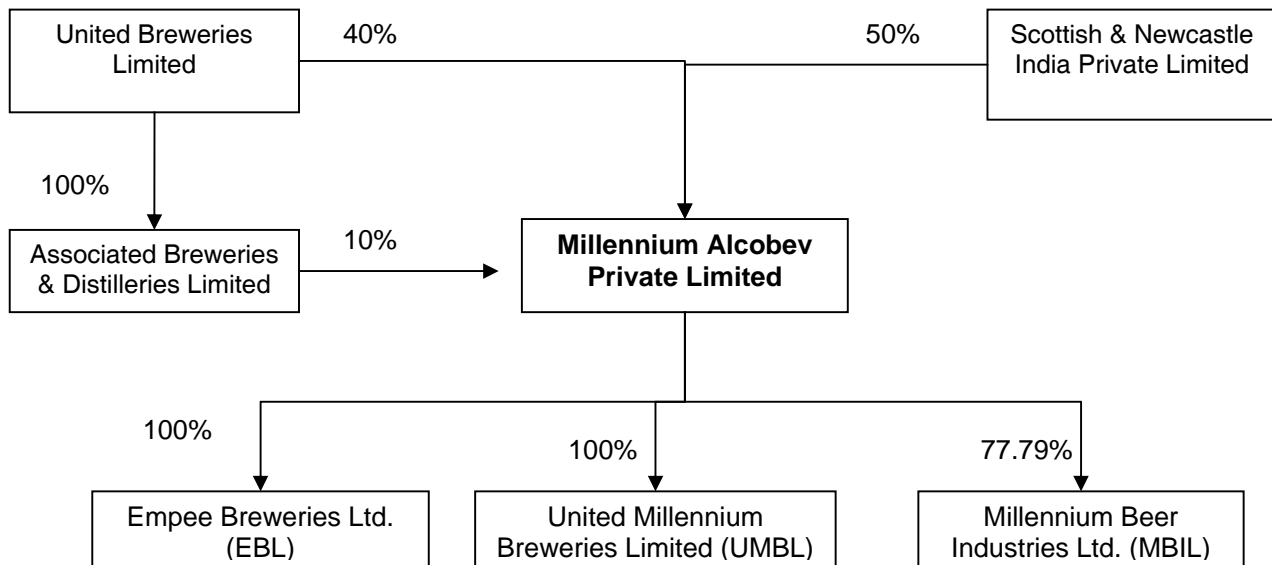 United Breweries
Limited
40%
50%
Scottish & Newcastle
India Private Limited
100%
Associated Breweries
& Distilleries Limited
10%
Millennium Alcobev
Private Limited
100%
100%
77.79%
Empee Breweries Ltd.
(EBL)
United Millennium
Breweries Limited (UMBL)
Millennium Beer
Industries Ltd. (MBIL)